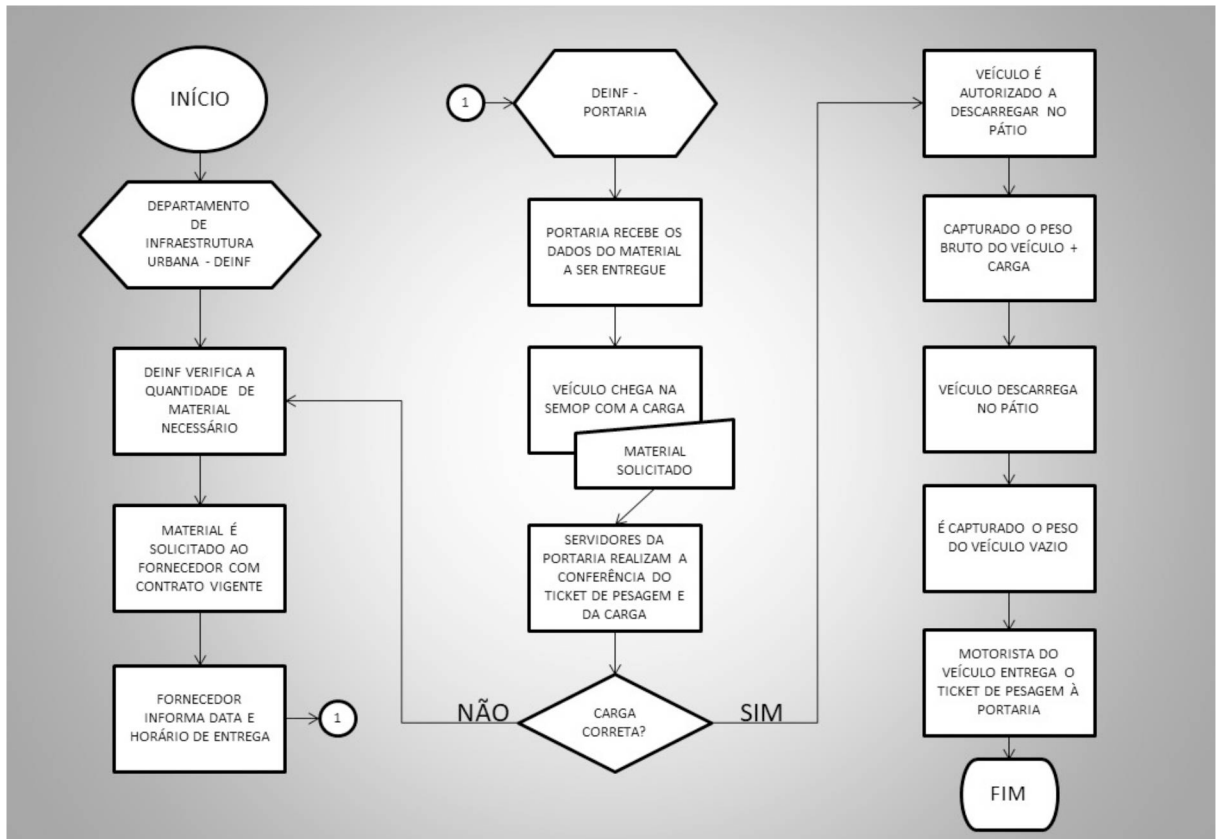 INÍCIO
DEPARTAMENTO
DE
INFRAESTRUTURA
URBANA - DEINF
DEINF VERIFICA A
QUANTIDADE DE
MATERIAL
NECESSÁRIO
MATERIAL É
SOLICITADO AO
FORNECEDOR COM
CONTRATO VIGENTE
FORNECEDOR
INFORMA DATA E
HORÁRIO DE ENTREGA
1
1
DEINF -
PORTARIA
PORTARIA RECEBE OS
DADOS DO MATERIAL
A SER ENTREGUE
VEÍCULO CHEGA NA
SEMOP COM A CARGA
MATERIAL
SOLICITADO
SERVIDORES DA
PORTARIA REALIZAM A
CONFERÊNCIA DO
TICKET DE PESAGEM E
DA CARGA
NÃO
CARGA
CORRETA?
SIM
VEÍCULO É
AUTORIZADO A
DESCARREGAR NO
PÁTIO
CAPTURADO O PESO
BRUTO DO VEÍCULO +
CARGA
VEÍCULO DESCARREGA
NO PÁTIO
É CAPTURADO O PESO
DO VEÍCULO VAZIO
MOTORISTA DO
VEÍCULO ENTREGA O
TICKET DE PESAGEM À
PORTARIA
FIM